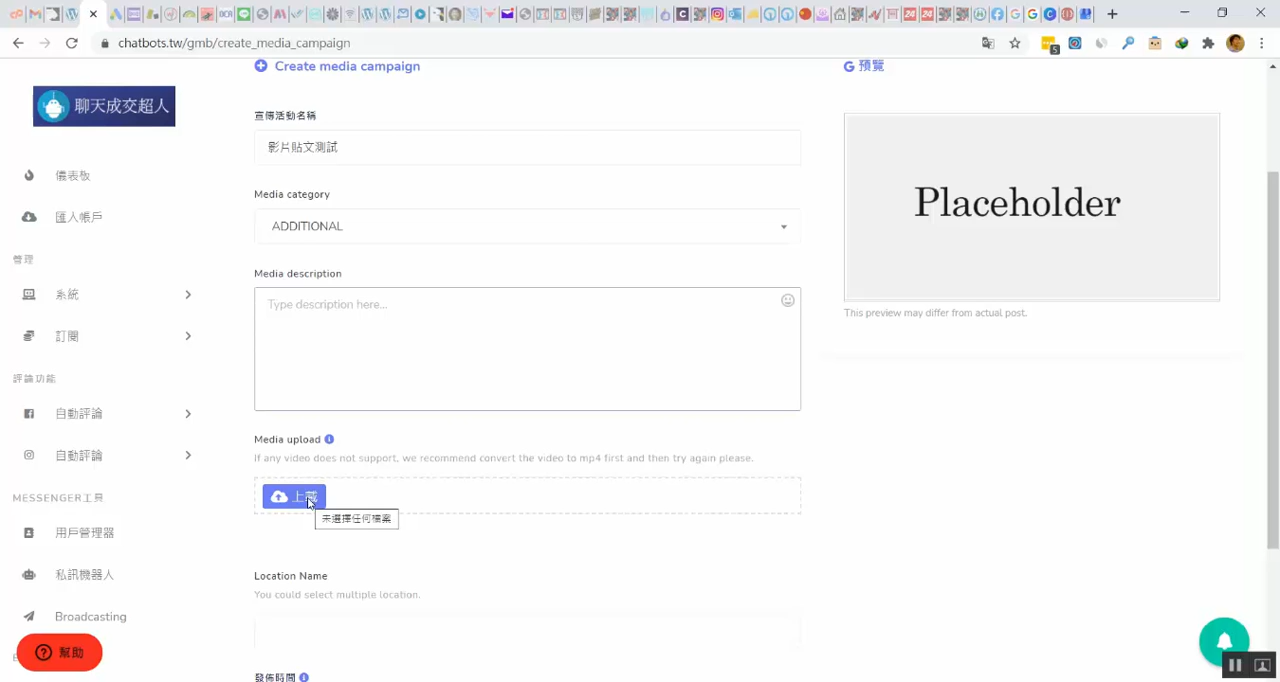 chatbots.tw/gmb/create_media_campaign
5
聊天成交超人
儀表板
匯入帳戶
管理
系統
訂閱
評論功能
自動評論
自動評論
MESSENGER工具
用戶管理器
私訊機器人
Broadcasting
幫助
Create media campaign
宣傳活動名稱
影片貼文測試
Media category
ADDITIONAL
Media description
Type description here...
Media upload
If any video does not support, we recommend convert the video to mp4 first and then try again please.
上載
未選擇任何檔案
Location Name
You could select multiple location.
發佈時間
G 預覽
Placeholder
This preview may differ from actual post.